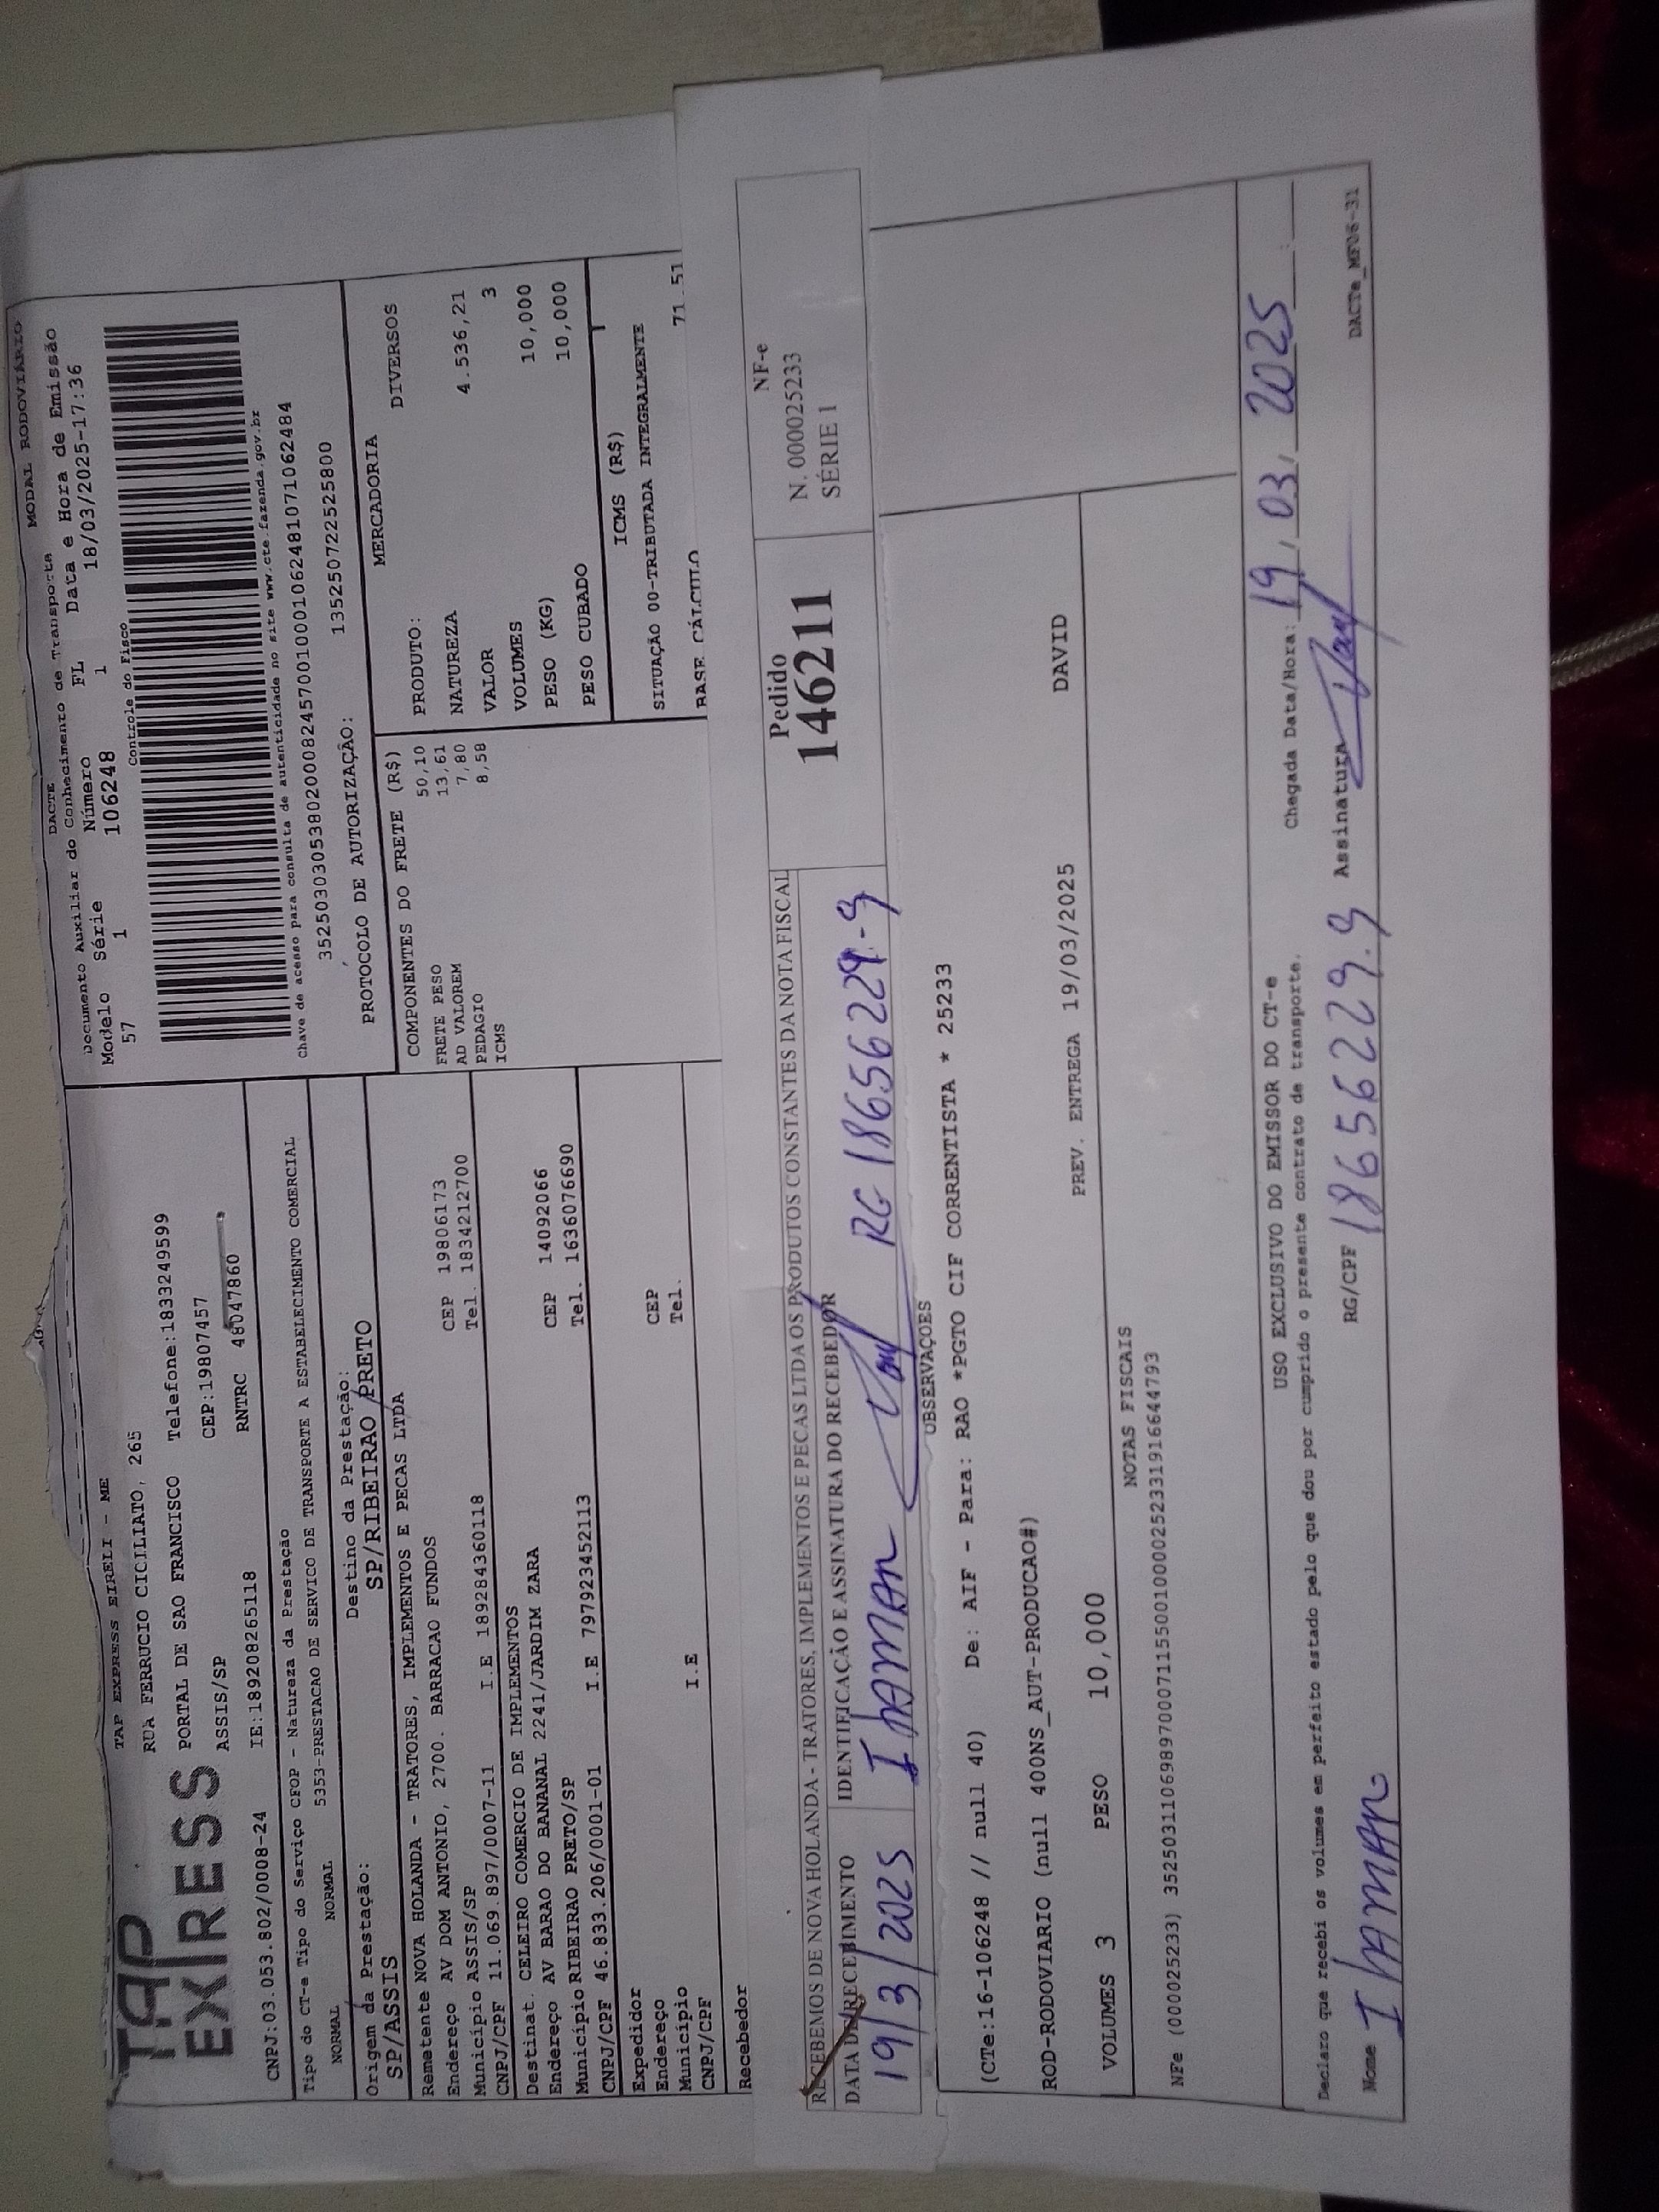 TAP
EXPRESS
TAP EXPRESS EIRELI - ME
RUA FERRUCIO CICILIATO, 265
PORTAL DE SAO FRANCISCO Telefone:1833249599
ASSIS/SP CEP:19807457
CNPJ:03.053.802/0008-24 IE:189208265118 RNTRC 48047860
DACTE MODAL RODOVIÁRIO
Documento Auxiliar do Conhecimento de Transporte
Modelo Série Número FL Data e Hora de Emissão
57 1 106248 1 18/03/2025-17:36
Controle do Fisco
Chave de acesso para consulta de autenticidade no site www.cte.fazenda.gov.br
35250303053802000824570010001062481071062484
PROTOCOLO DE AUTORIZAÇÃO: 135250722525800
Tipo do CT-e Tipo do Serviço CFOP - Natureza da Prestação
NORMAL NORMAL 5353-PRESTACAO DE SERVICO DE TRANSPORTE A ESTABELECIMENTO COMERCIAL
Origem da Prestação: Destino da Prestação:
SP/ASSIS SP/RIBEIRAO PRETO
Remetente NOVA HOLANDA - TRATORES, IMPLEMENTOS E PECAS LTDA
Endereço AV DOM ANTONIO, 2700. BARRACAO FUNDOS CEP 19806173
Município ASSIS/SP Tel. 1834212700
CNPJ/CPF 11.069.897/0007-11 I.E 189284360118
Destinat. CELEIRO COMERCIO DE IMPLEMENTOS
Endereço AV BARAO DO BANANAL 2241/JARDIM ZARA CEP 14092066
Município RIBEIRAO PRETO/SP Tel. 1636076690
CNPJ/CPF 46.833.206/0001-01 I.E 797923452113
Expedidor
Endereço CEP
Município Tel.
CNPJ/CPF I.E
Recebedor
COMPONENTES DO FRETE (R$)
FRETE PESO 50,10
AD VALOREM 13,61
PEDAGIO 7,80
ICMS 8,58
MERCADORIA
PRODUTO: DIVERSOS
NATUREZA
VALOR 4.536,21
VOLUMES 3
PESO (KG) 10,000
PESO CUBADO 10,000
ICMS (R$)
SITUAÇÃO 00-TRIBUTADA INTEGRALMENTE
BASE CÁLCULO 71.51
RECEBEMOS DE NOVA HOLANDA - TRATORES, IMPLEMENTOS E PECAS LTDA OS PRODUTOS CONSTANTES DA NOTA FISCAL
DATA DE RECEBIMENTO IDENTIFICAÇÃO E ASSINATURA DO RECEBEDOR
19/3/2025 RG 18656229-9
Pedido
146211
NF-e
N. 000025233
SÉRIE 1
OBSERVAÇOES
(CTe:16-106248 // null 40) De: AIF - Para: RAO *PGTO CIF CORRENTISTA * 25233
ROD-RODOVIARIO (null 400NS_AUT-PRODUCAO#)
PREV. ENTREGA 19/03/2025 DAVID
VOLUMES 3 PESO 10,000
NOTAS FISCAIS
NFe (000025233) 35250311069897000711550010000252331916644793
USO EXCLUSIVO DO EMISSOR DO CT-e
Declaro que recebi os volumes em perfeito estado pelo que dou por cumprido o presente contrato de transporte.
Chegada Data/Hora: 19/03/2025
Nome RG/CPF 18656229.9 Assinatura
DACTe_MF06-31